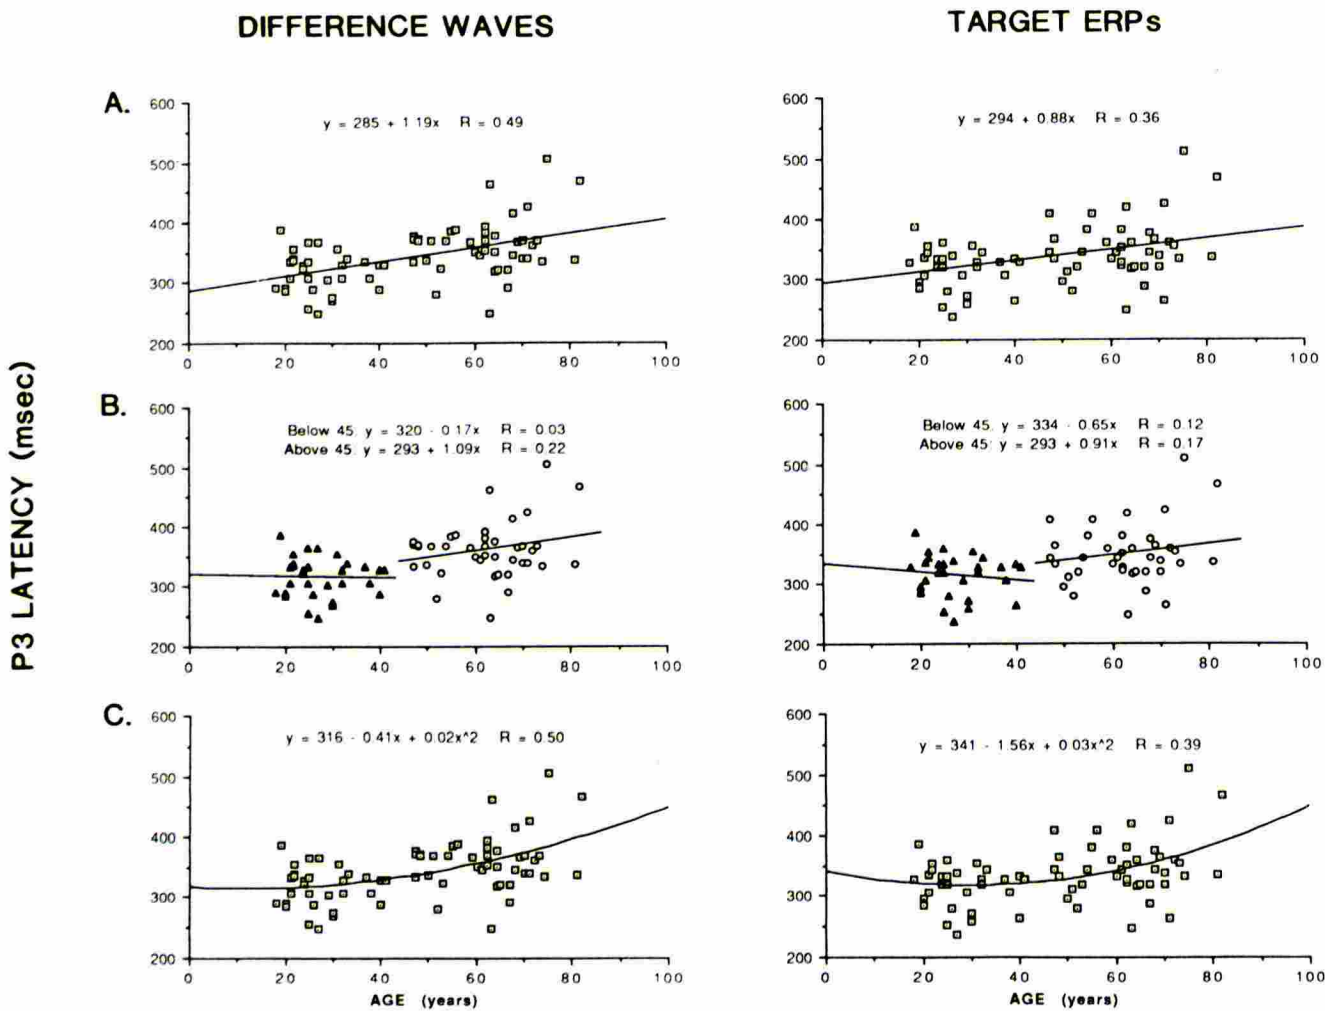 DIFFERENCE WAVES
TARGET ERPs
P3 LATENCY (msec)
A.
y = 285 + 1.19x R = 0.49
600
500
400
300
200
0 20 40 60 80 100
y = 294 + 0.88x R = 0.36
600
500
400
300
200
0 20 40 60 80 100
B.
Below 45: y = 320 - 0.17x R = 0.03
Above 45: y = 293 + 1.09x R = 0.22
600
500
400
300
200
0 20 40 60 80 100
Below 45: y = 334 - 0.65x R = 0.12
Above 45: y = 293 + 0.91x R = 0.17
600
500
400
300
200
0 20 40 60 80 100
C.
y = 316 - 0.41x + 0.02x^2 R = 0.50
600
500
400
300
200
0 20 40 60 80 100
AGE (years)
y = 341 - 1.56x + 0.03x^2 R = 0.39
600
500
400
300
200
0 20 40 60 80 100
AGE (years)